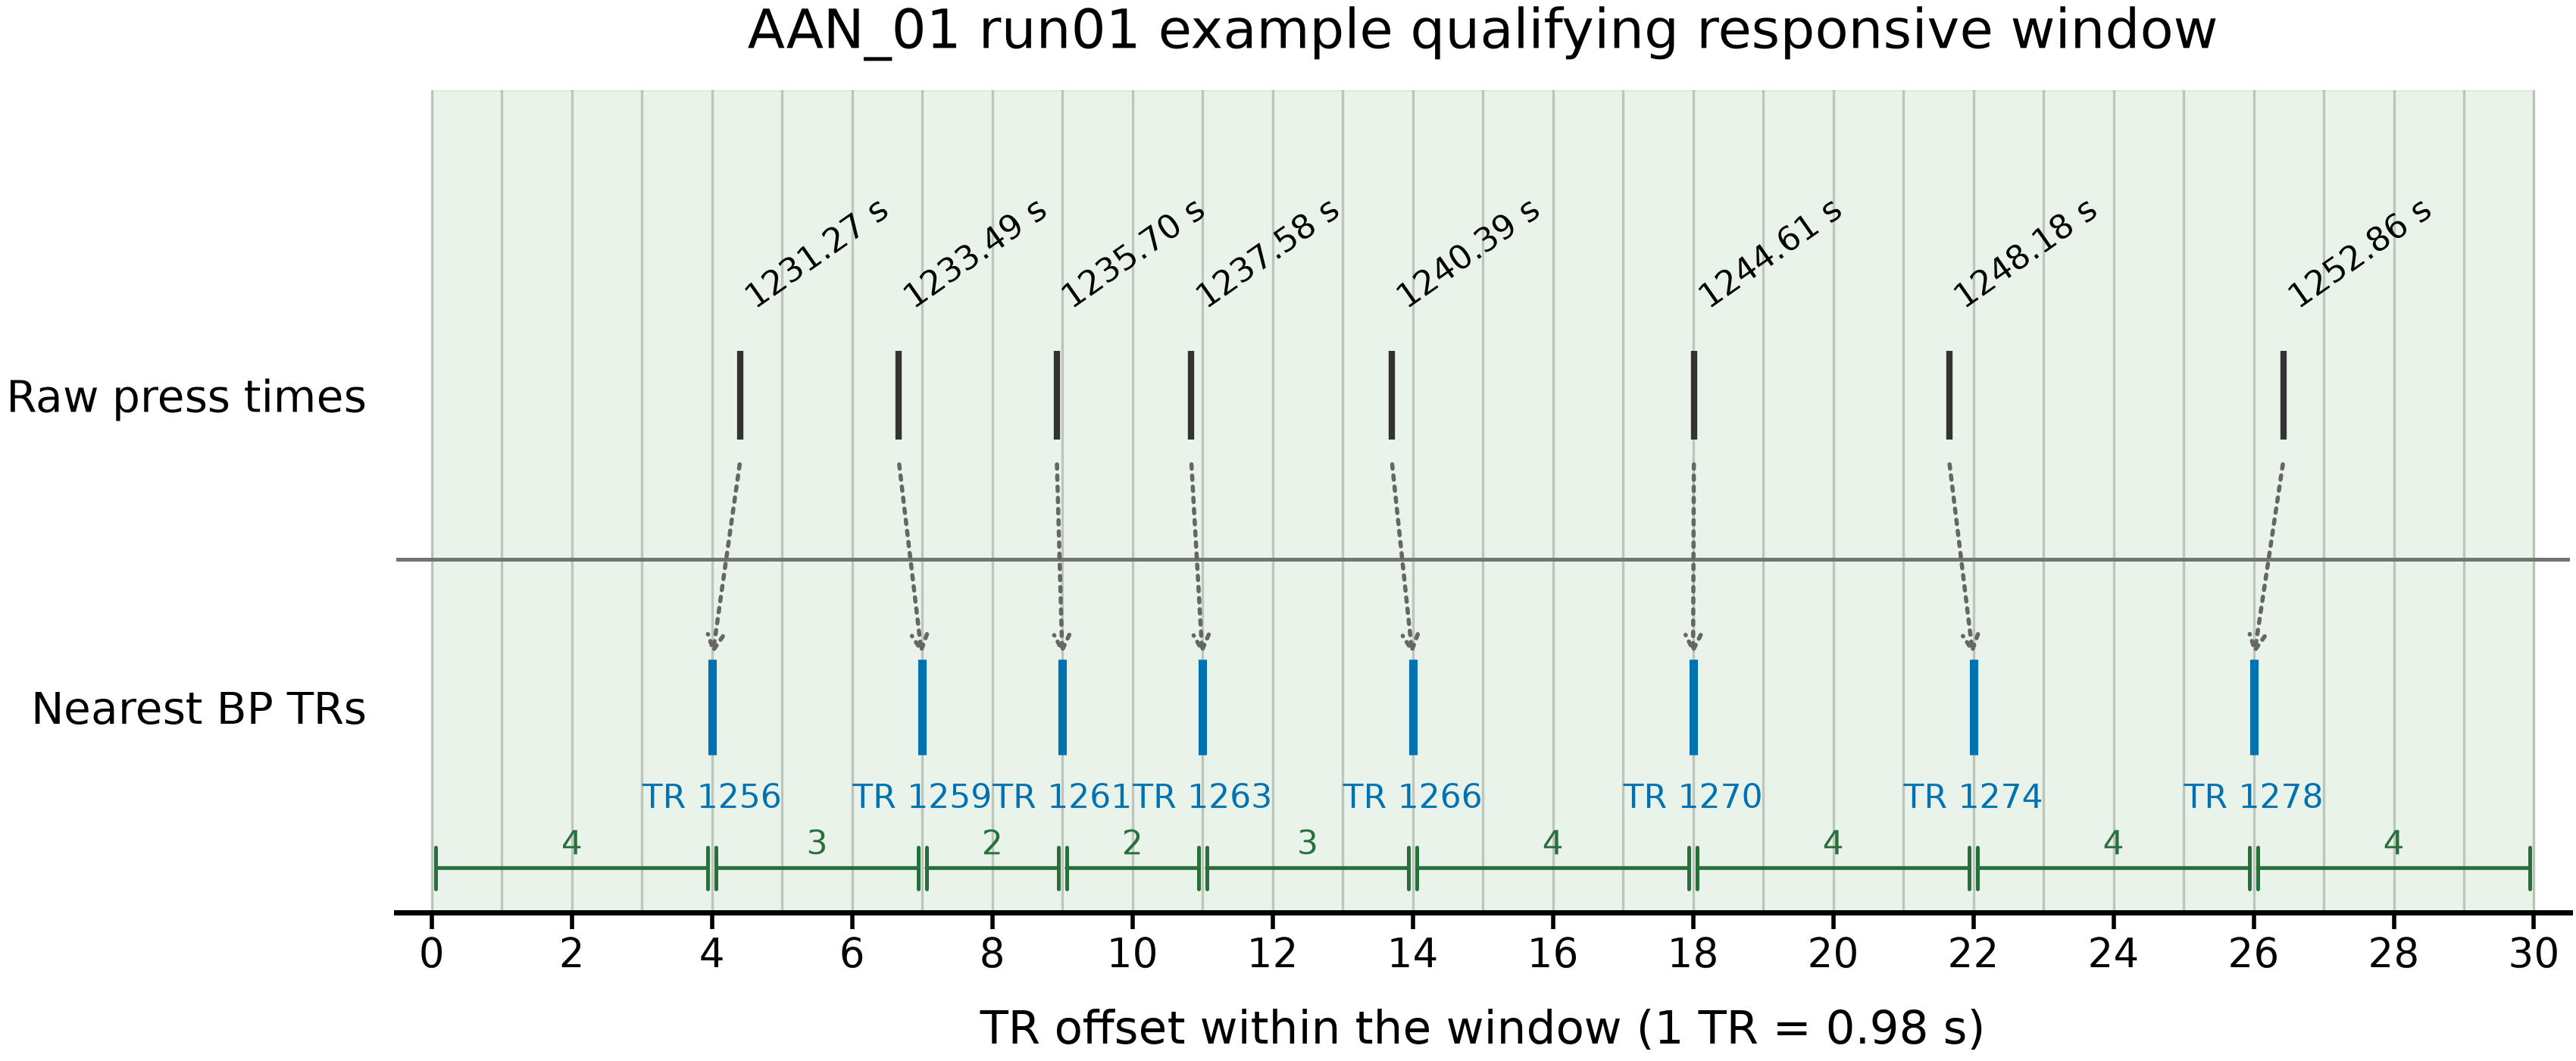 AAN_01 run01 example qualifying responsive window
1231.27 s
1233.49 s
1235.70 s
1237.58 s
1240.39 s
1244.61 s
1248.18 s
1252.86 s
Raw press times
Nearest BP TRs
TR 1256 TR 1259 TR 1261 TR 1263 TR 1266 TR 1270 TR 1274 TR 1278
4 3 2 2 3 4 4 4 4
0 2 4 6 8 10 12 14 16 18 20 22 24 26 28 30
TR offset within the window (1 TR = 0.98 s)